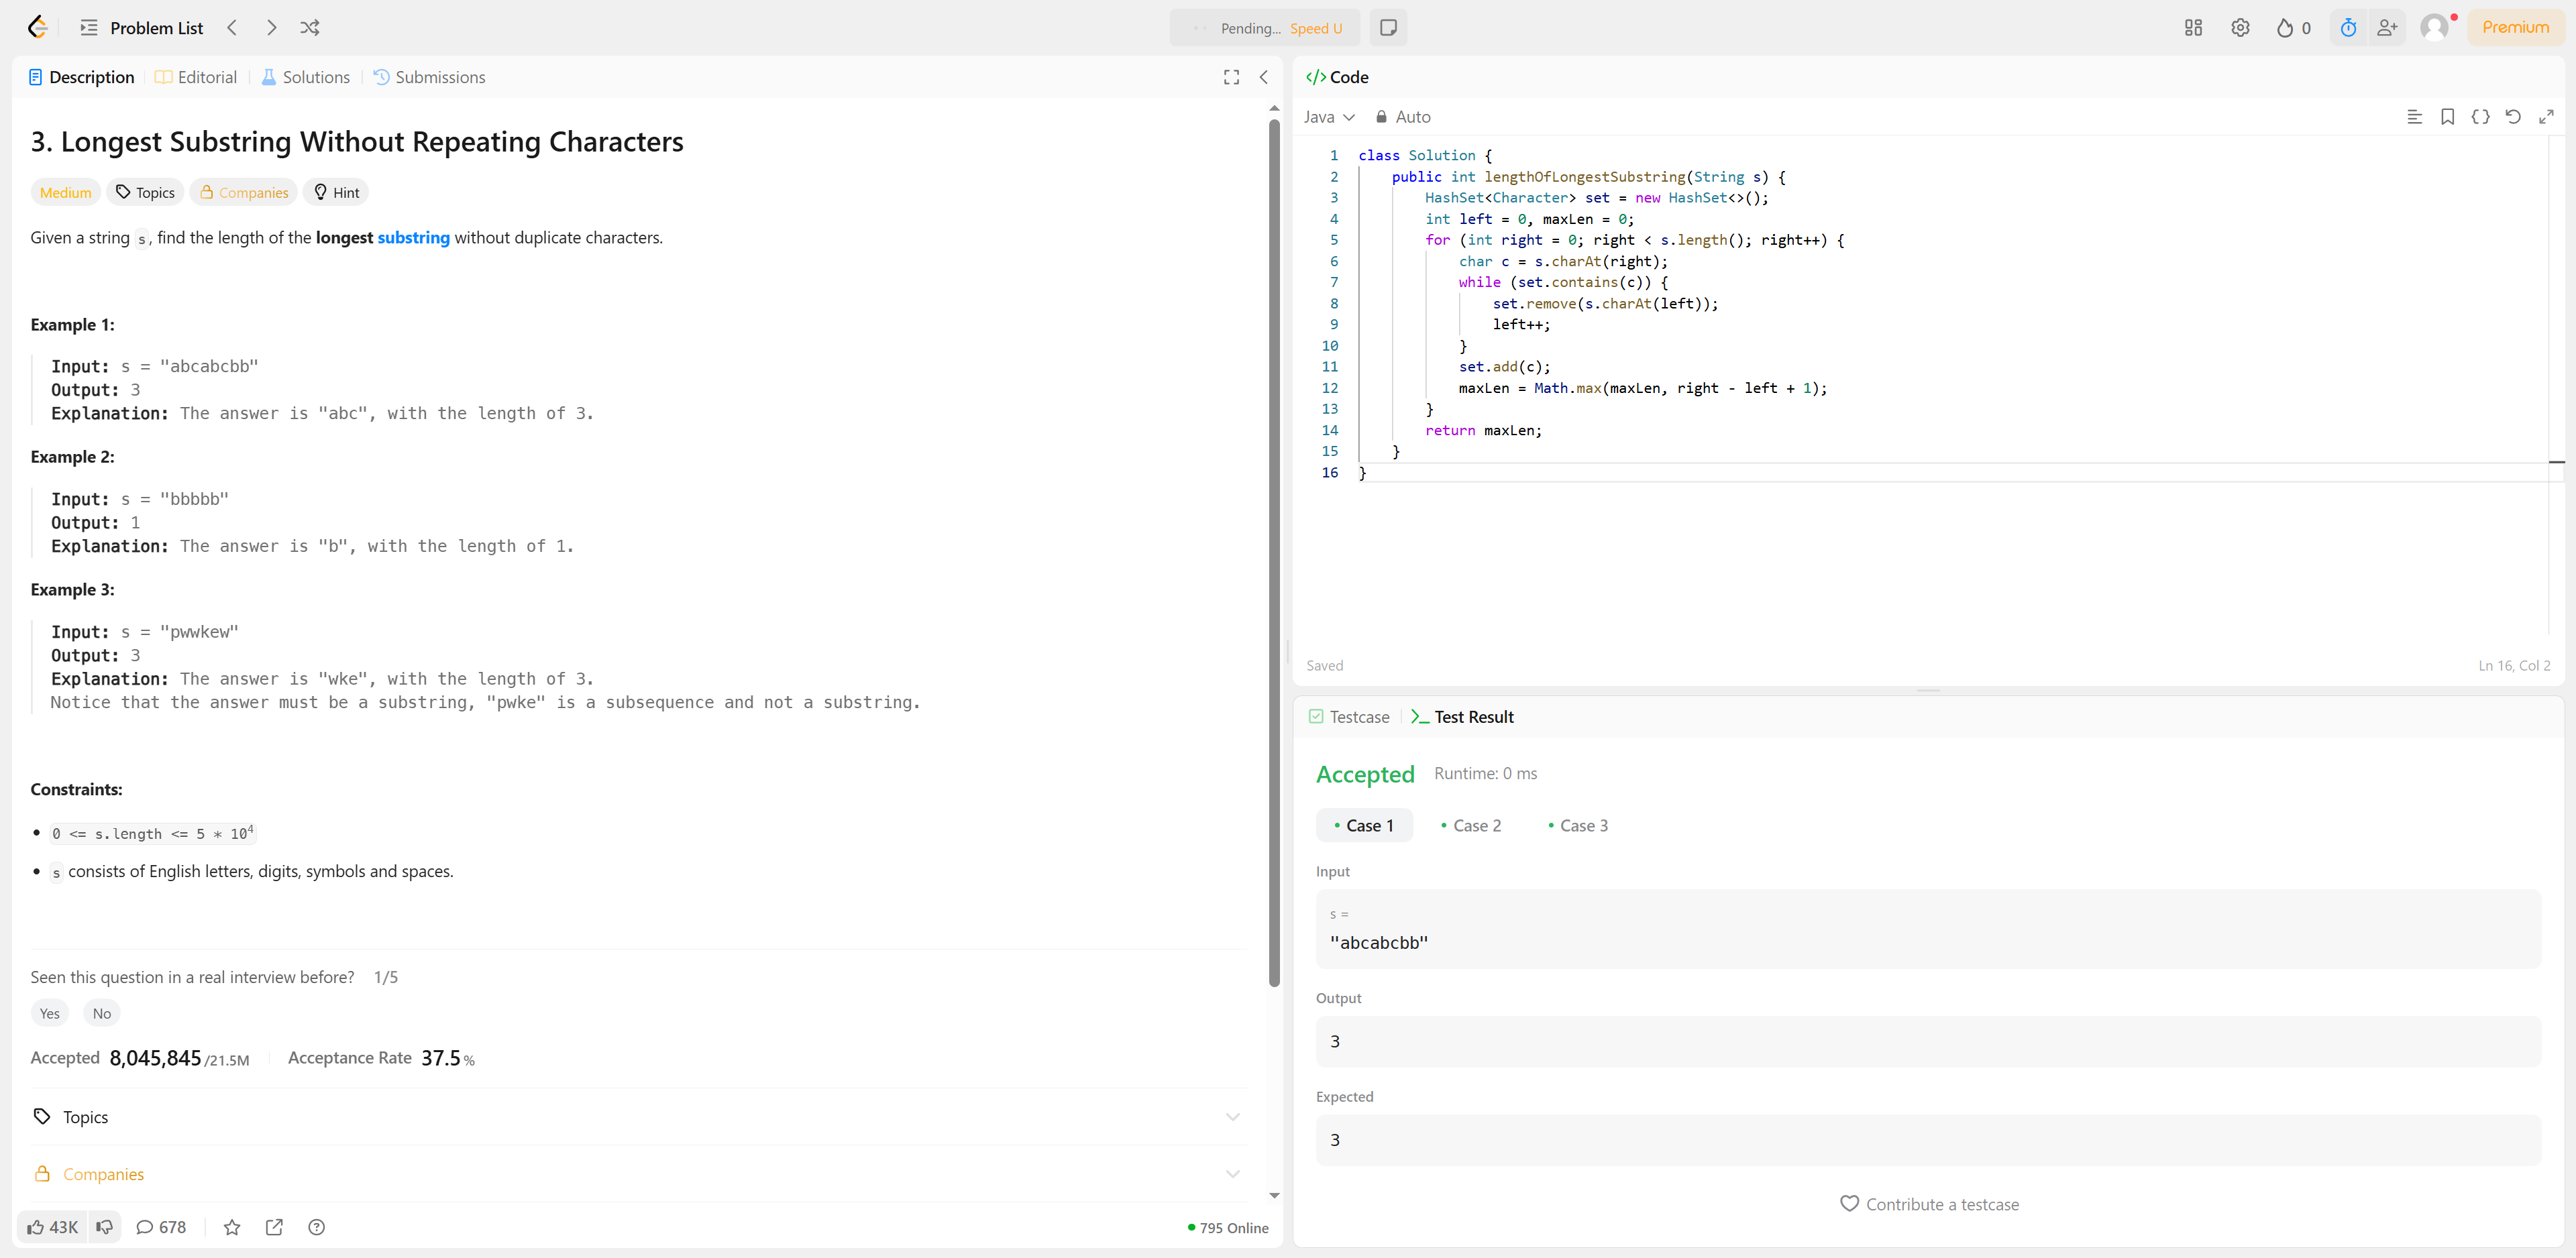 Problem List
Pending... Speed U
0
Premium
Description
Editorial
Solutions
Submissions
3. Longest Substring Without Repeating Characters
Medium
Topics
Companies
Hint
Given a string s, find the length of the longest substring without duplicate characters.
Example 1:
Input: s = "abcabcbb"
Output: 3
Explanation: The answer is "abc", with the length of 3.
Example 2:
Input: s = "bbbbb"
Output: 1
Explanation: The answer is "b", with the length of 1.
Example 3:
Input: s = "pwwkew"
Output: 3
Explanation: The answer is "wke", with the length of 3.
Notice that the answer must be a substring, "pwke" is a subsequence and not a substring.
Constraints:
• 0 <= s.length <= 5 * 10⁴
• s consists of English letters, digits, symbols and spaces.
Seen this question in a real interview before? 1/5
Yes No
Accepted 8,045,845/21.5M Acceptance Rate 37.5%
Topics
Companies
43K
678
795 Online
</> Code
Java
Auto
1 class Solution {
2     public int lengthOfLongestSubstring(String s) {
3         HashSet<Character> set = new HashSet<>();
4         int left = 0, maxLen = 0;
5         for (int right = 0; right < s.length(); right++) {
6             char c = s.charAt(right);
7             while (set.contains(c)) {
8                 set.remove(s.charAt(left));
9                 left++;
10             }
11             set.add(c);
12             maxLen = Math.max(maxLen, right - left + 1);
13         }
14         return maxLen;
15     }
16 }
Saved
Ln 16, Col 2
Testcase
Test Result
Accepted Runtime: 0 ms
• Case 1 • Case 2 • Case 3
Input
s =
"abcabcbb"
Output
3
Expected
3
Contribute a testcase